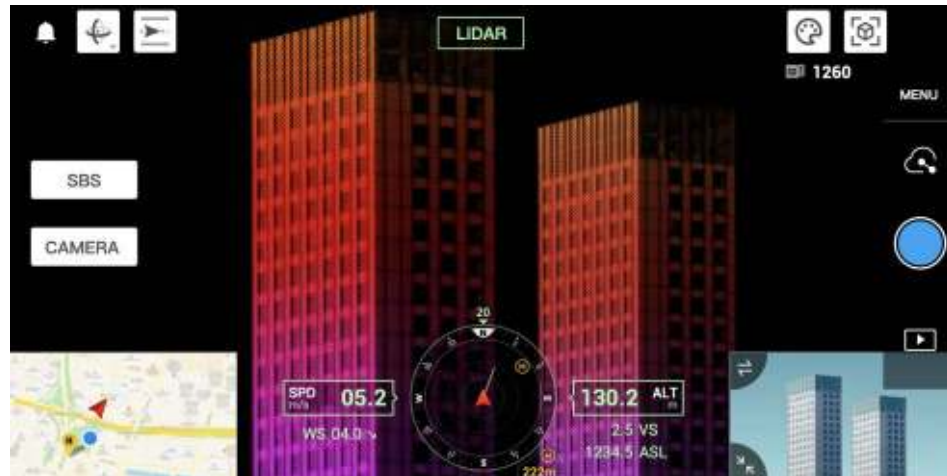 LIDAR
1260
MENU
SBS
CAMERA
20
N
SPD
m/s
05.2
WS 04.0
W
E
S
H
130.2
ALT
m
2.5 VS
1234.5 ASL
H
222m
H